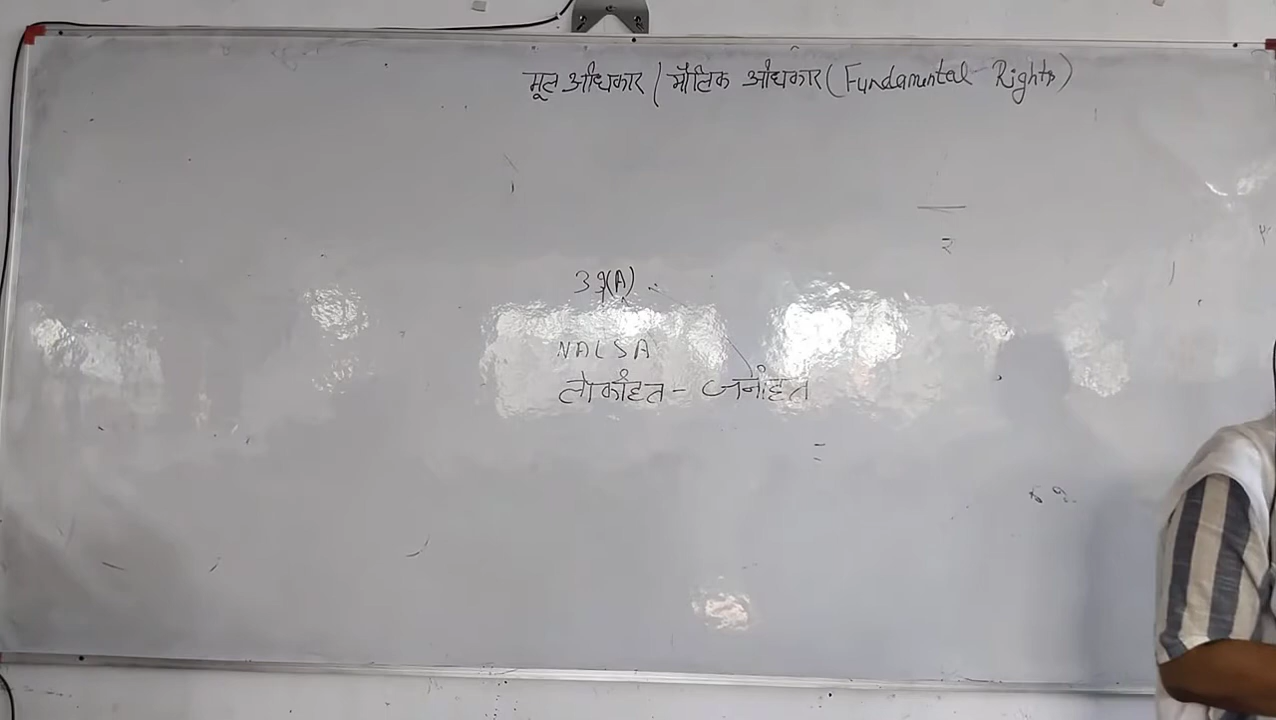 मूल अधिकार / मौलिक अधिकार (Fundamental Rights)
39(A)
NALSA
लोकहित - जनहित